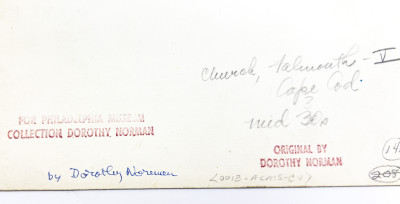 Church, Falmouth - V
Cape Cod.
?
mid 30s
FOR PHILADELPHIA MUSEUM
COLLECTION, DOROTHY NORMAN
ORIGINAL BY
DOROTHY NORMAN
by Dorothy Norman
208